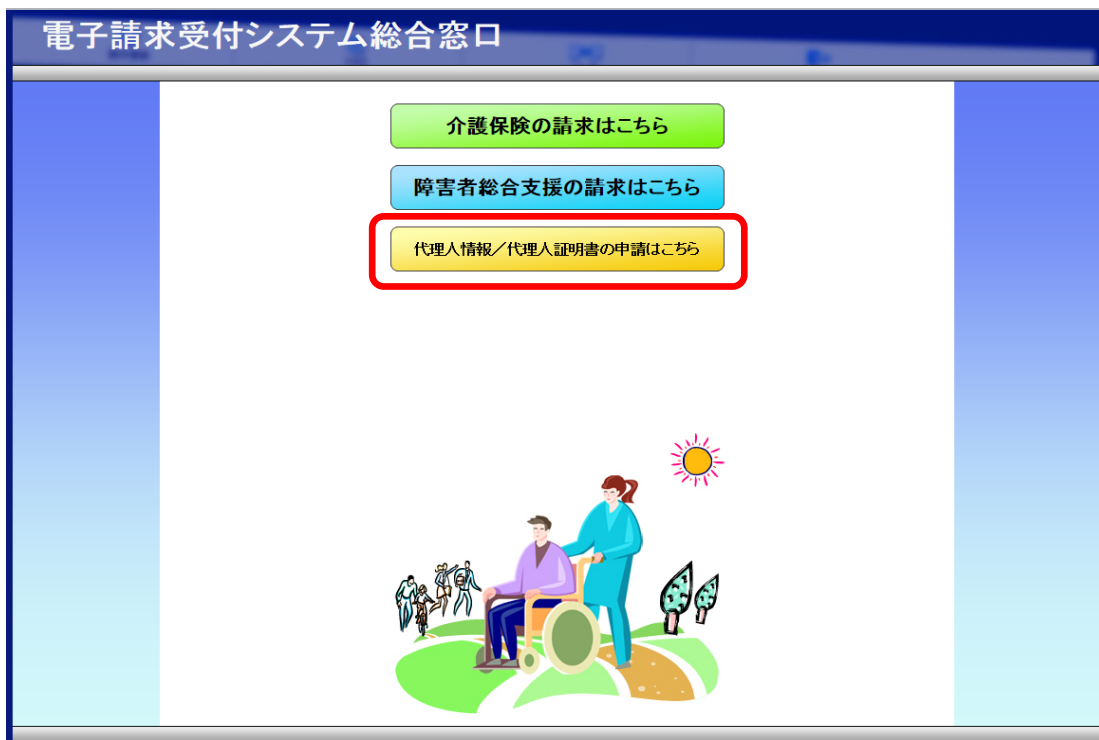 電子請求受付システム総合窓口
介護保険の請求はこちら
障害者総合支援の請求はこちら
代理人情報／代理人証明書の申請はこちら